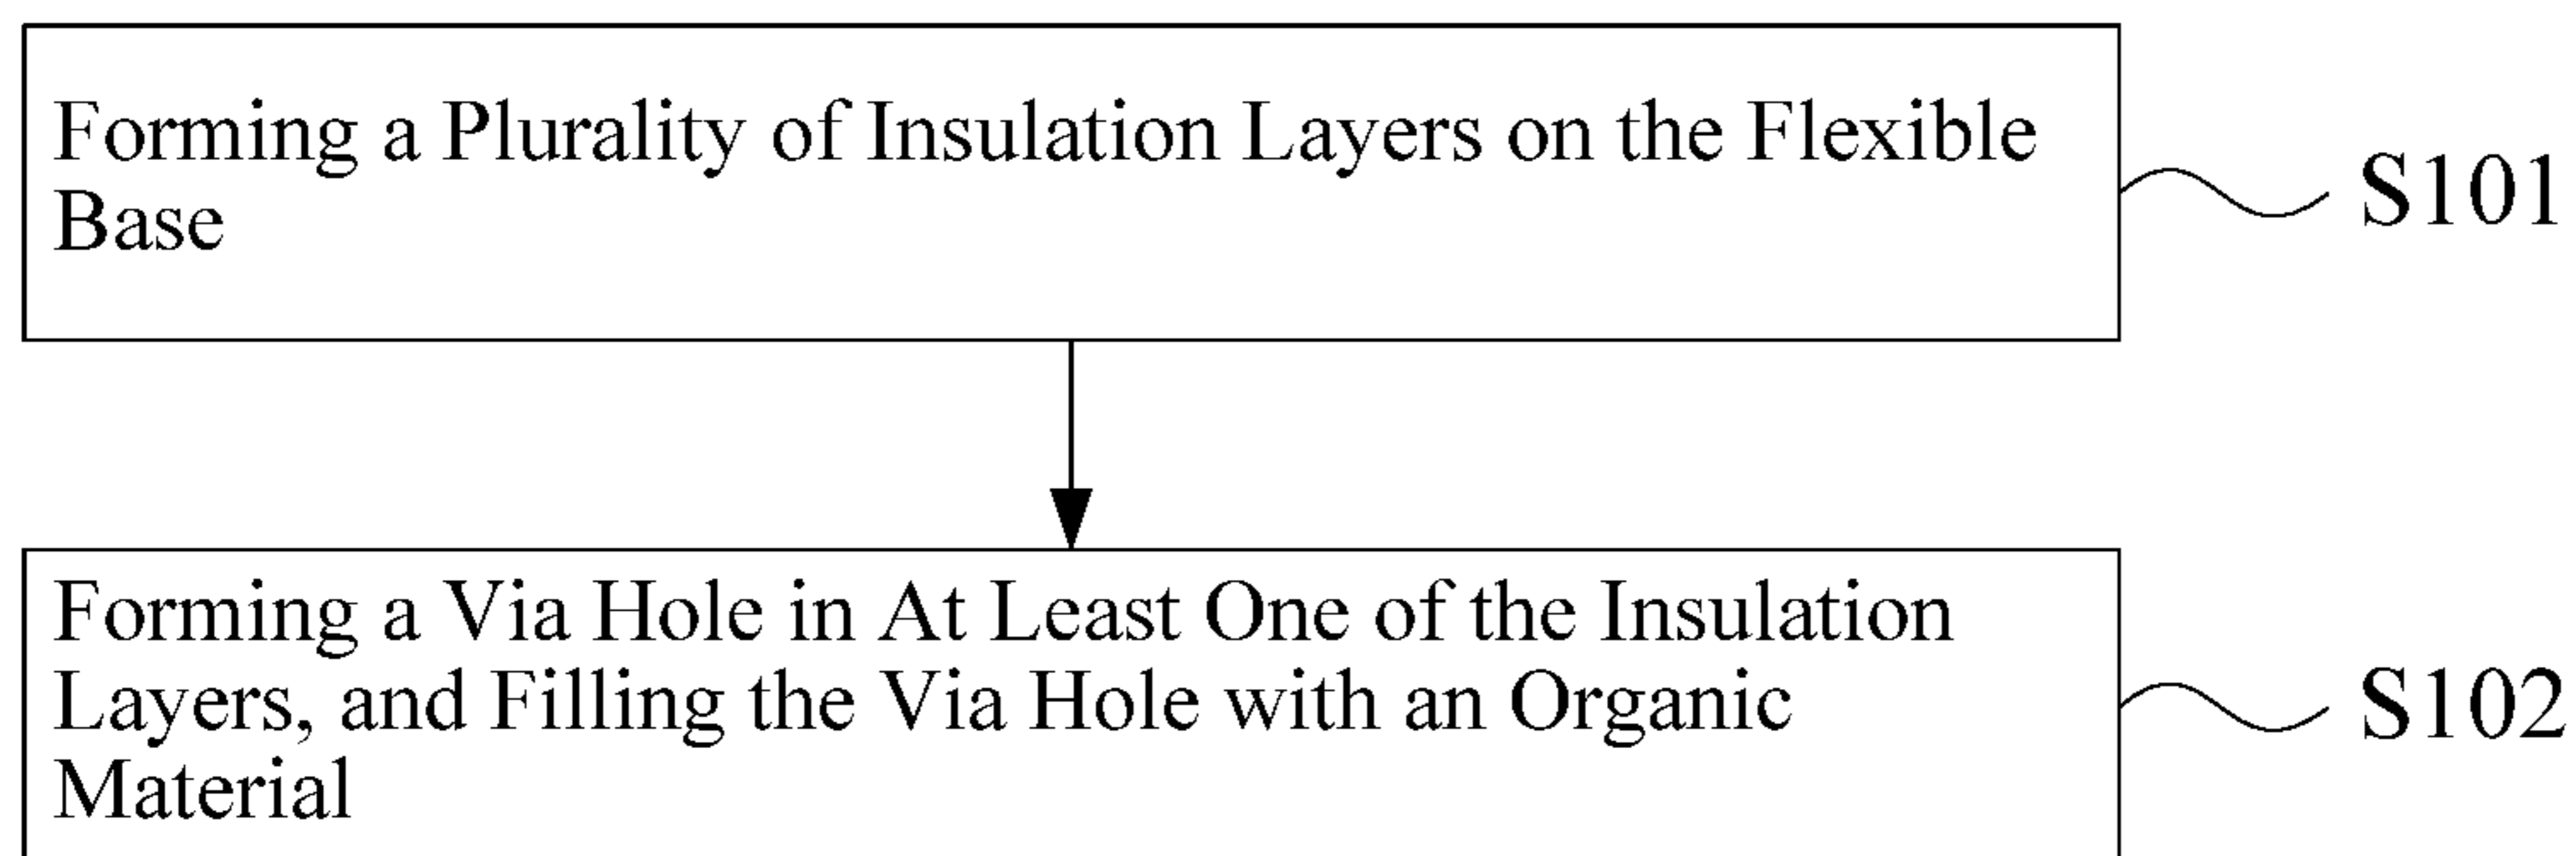 Forming a Plurality of Insulation Layers on the Flexible
Base
S101
Forming a Via Hole in At Least One of the Insulation
Layers, and Filling the Via Hole with an Organic
Material
S102